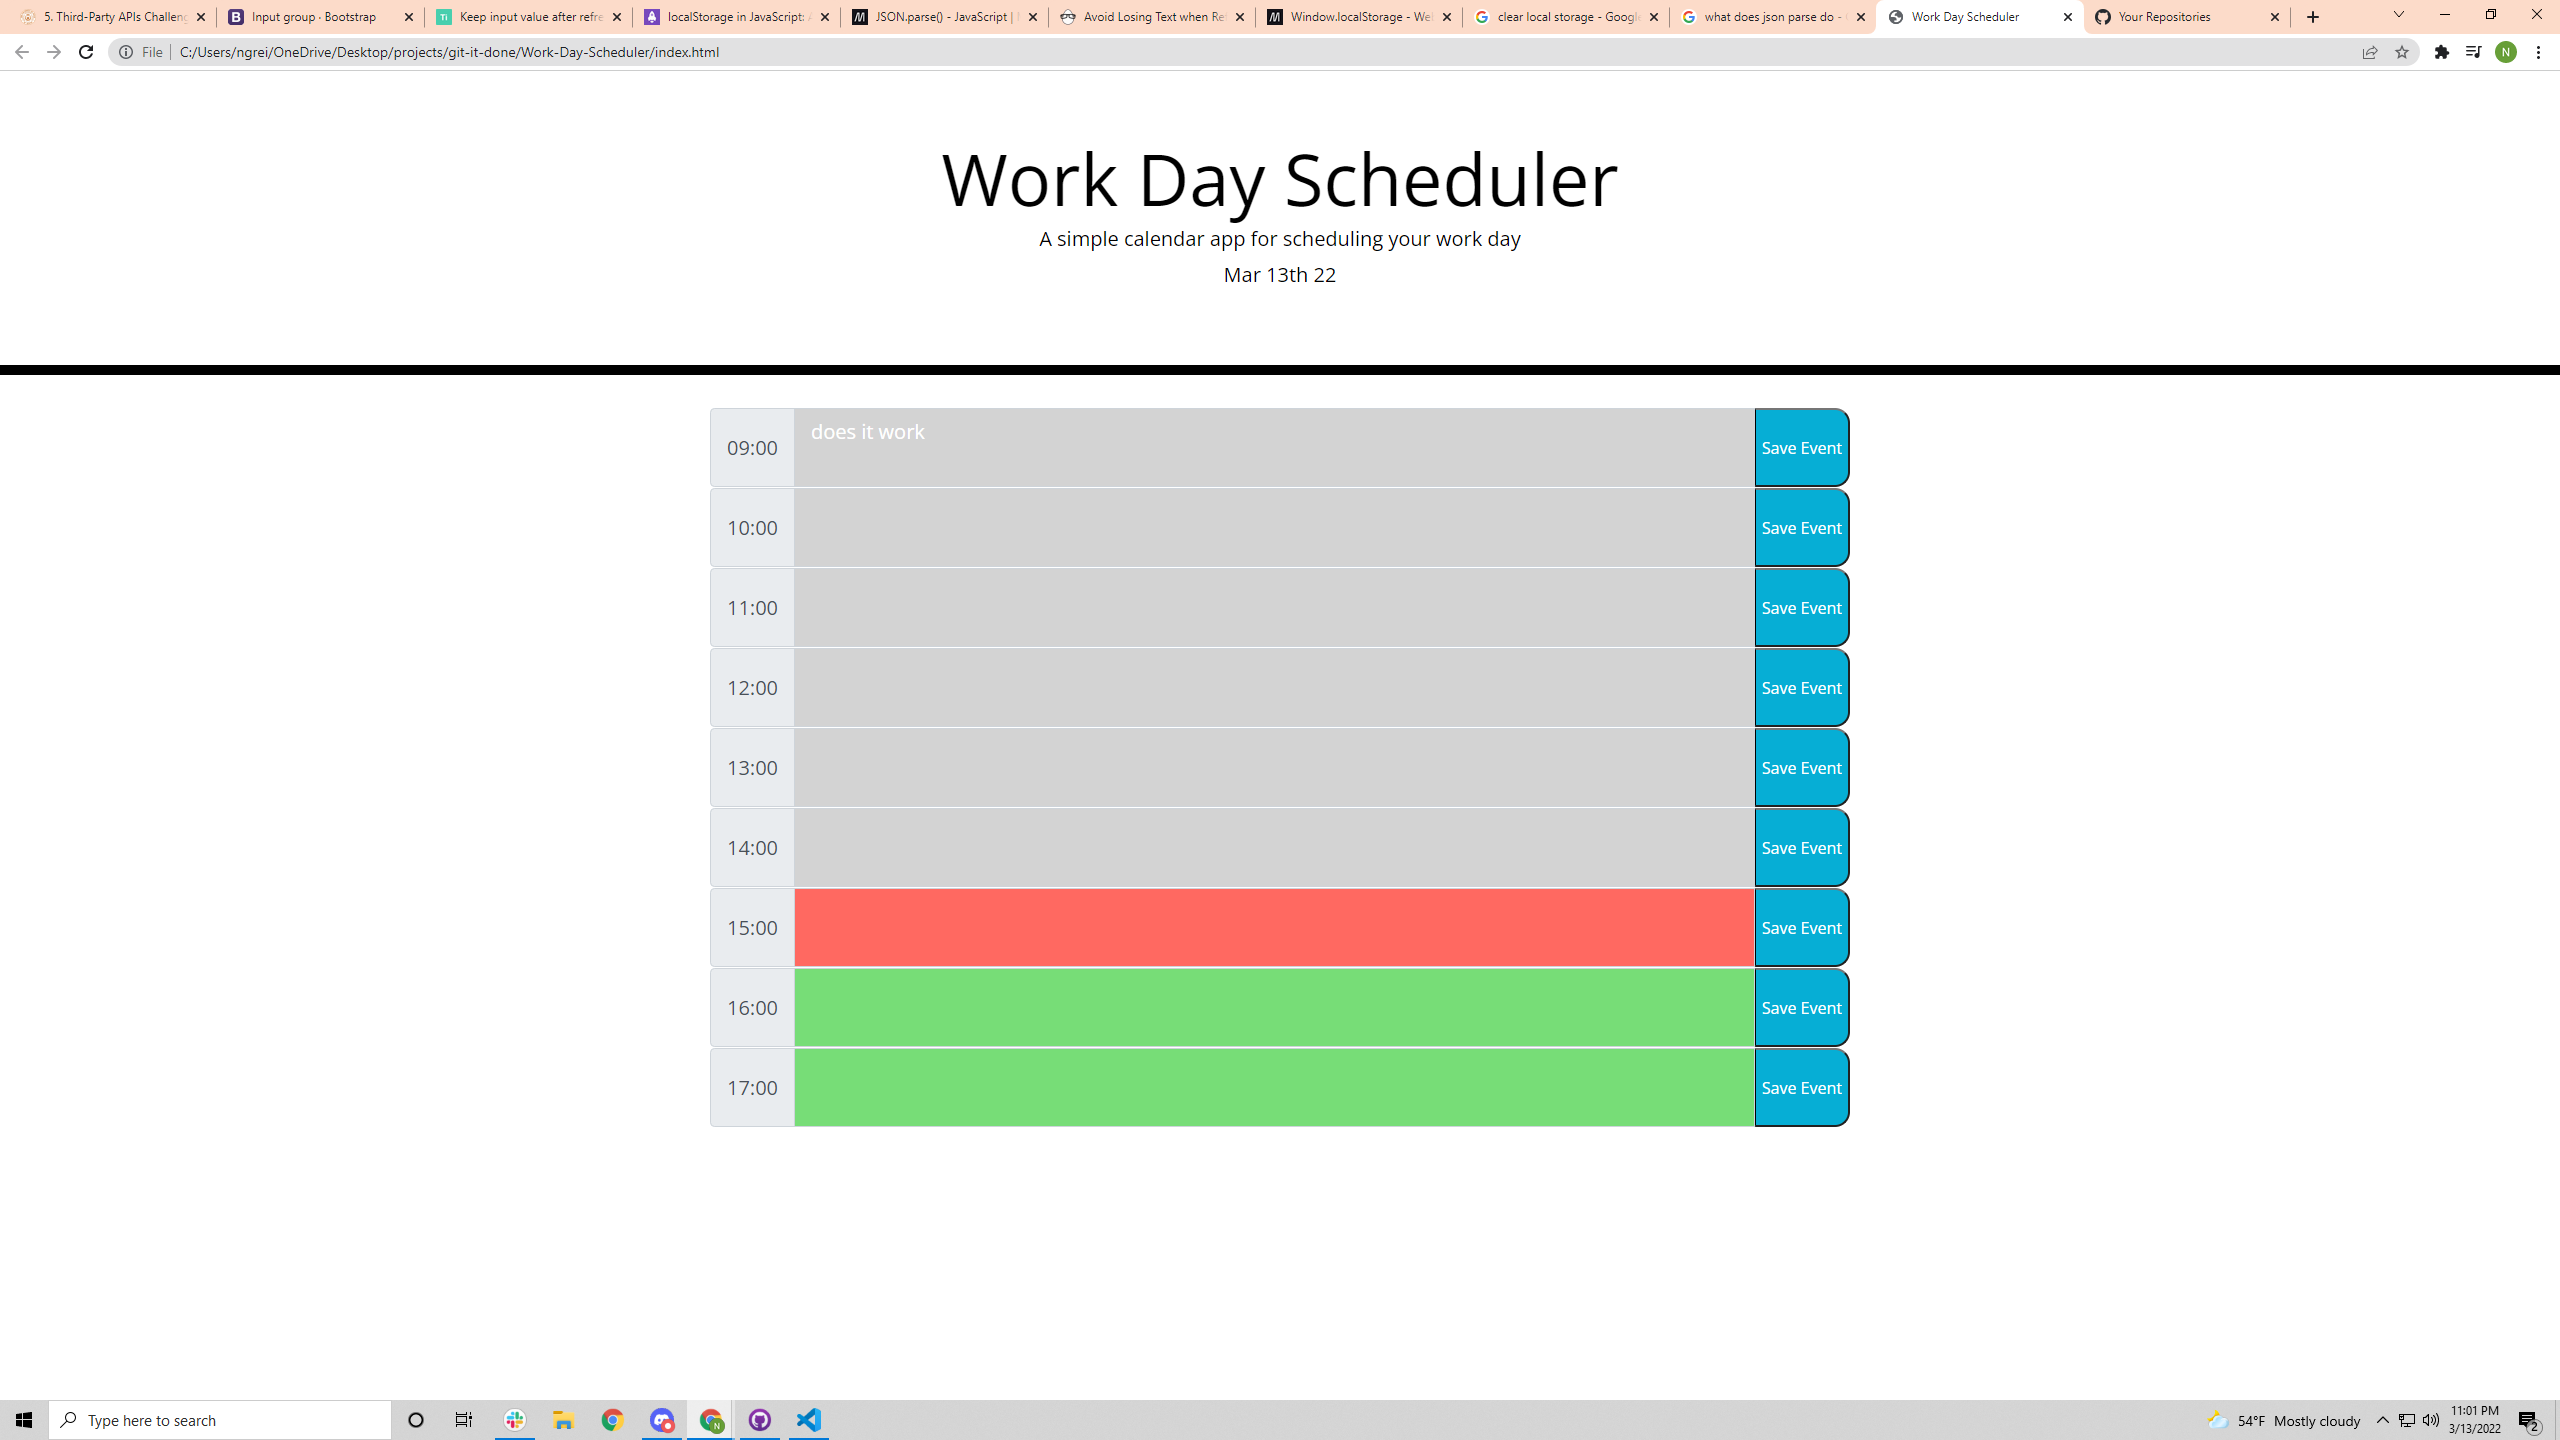 5. Third-Party APIs Challeng
Input group · Bootstrap
Keep input value after refre
localStorage in JavaScript: A
JSON.parse() - JavaScript |
Avoid Losing Text when Ref
Window.localStorage - Web
clear local storage - Google
what does json parse do -
Work Day Scheduler
Your Repositories
File
C:/Users/ngrei/OneDrive/Desktop/projects/git-it-done/Work-Day-Scheduler/index.html
N
Work Day Scheduler
A simple calendar app for scheduling your work day
Mar 13th 22
09:00 does it work Save Event
10:00 Save Event
11:00 Save Event
12:00 Save Event
13:00 Save Event
14:00 Save Event
15:00 Save Event
16:00 Save Event
17:00 Save Event
Type here to search
54°F Mostly cloudy
11:01 PM
3/13/2022
2